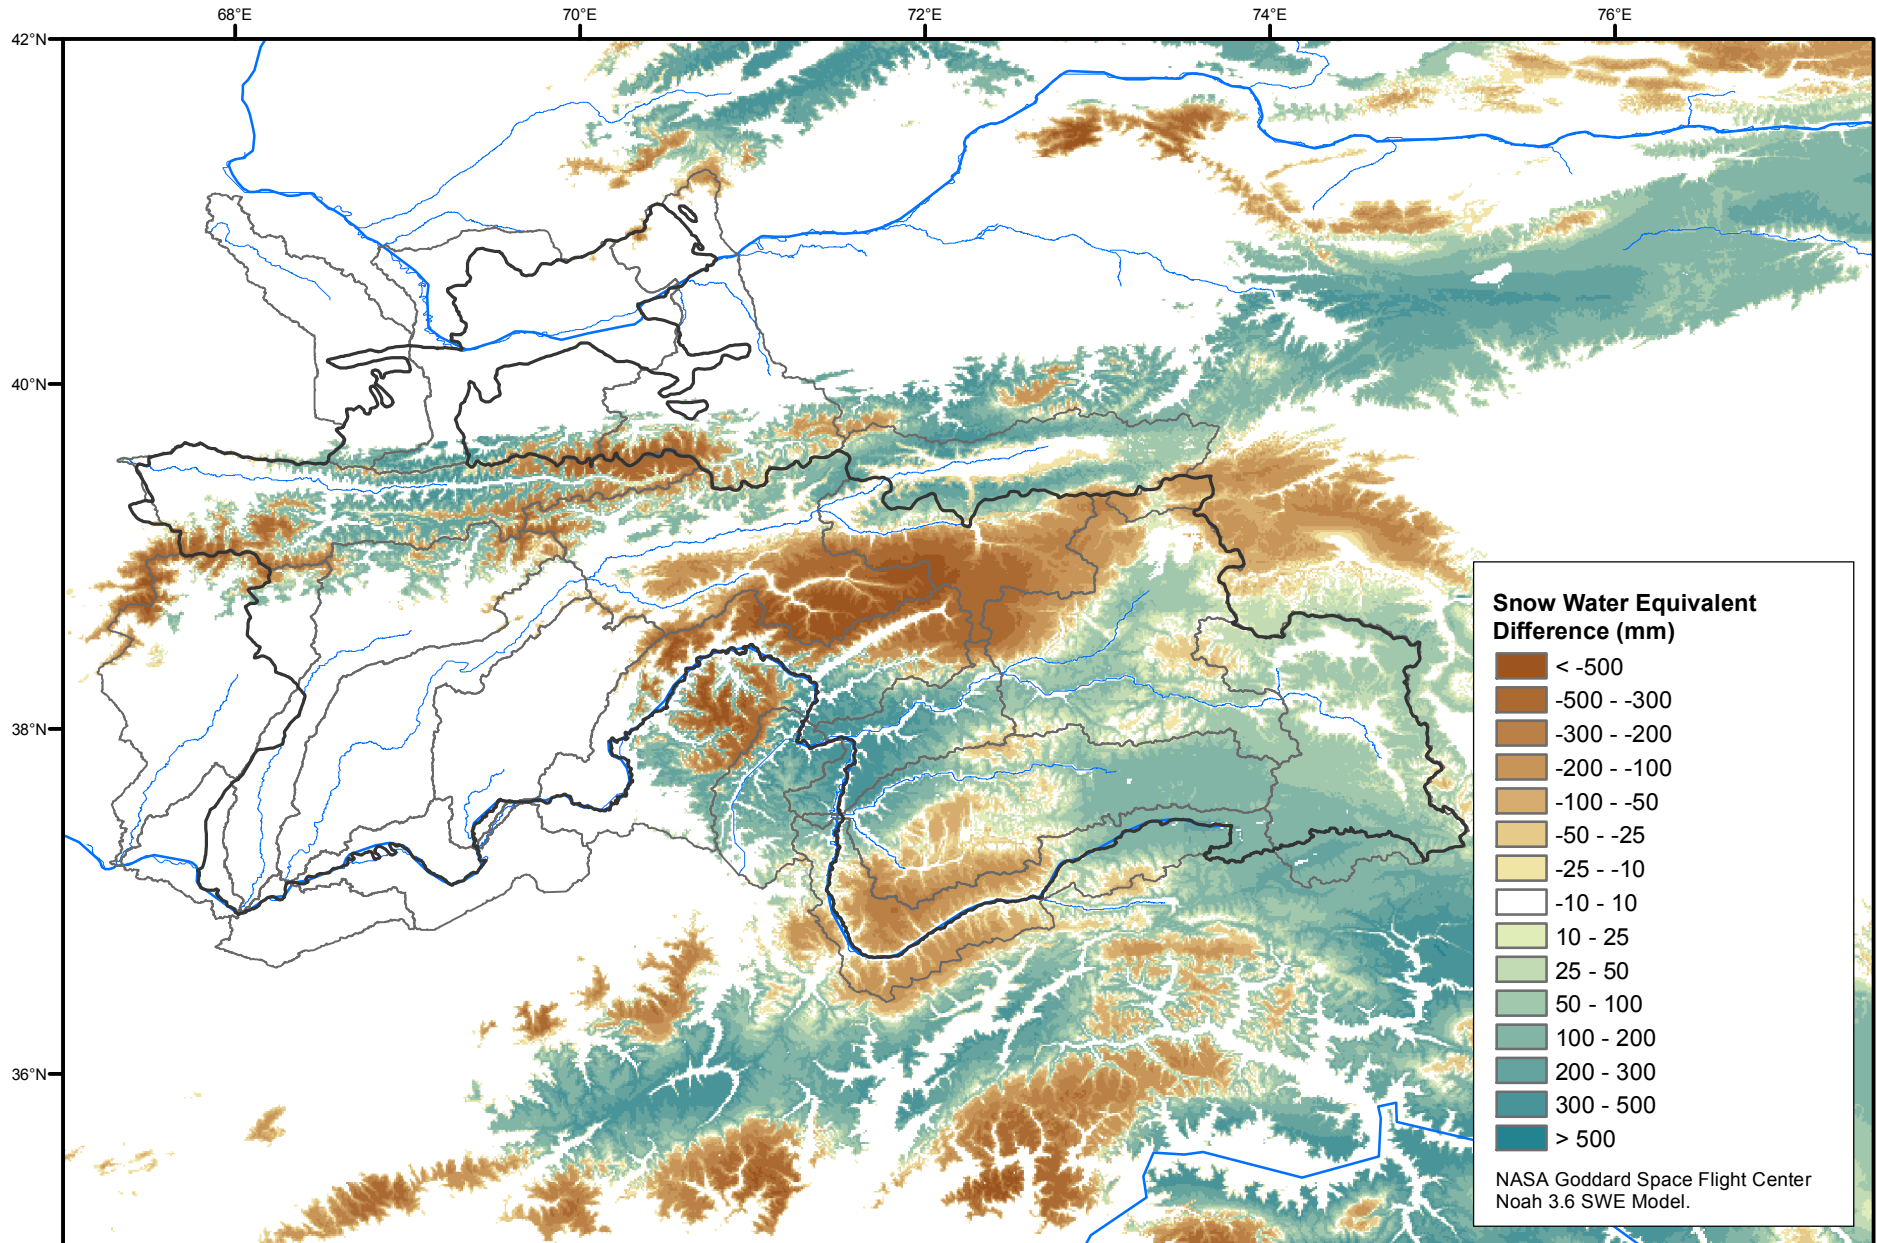 68°E
70°E
72°E
74°E
76°E
42°N
40°N
38°N
36°N
Snow Water Equivalent
Difference (mm)
< -500
-500 - -300
-300 - -200
-200 - -100
-100 - -50
-50 - -25
-25 - -10
-10 - 10
10 - 25
25 - 50
50 - 100
100 - 200
200 - 300
300 - 500
> 500
NASA Goddard Space Flight Center
Noah 3.6 SWE Model.